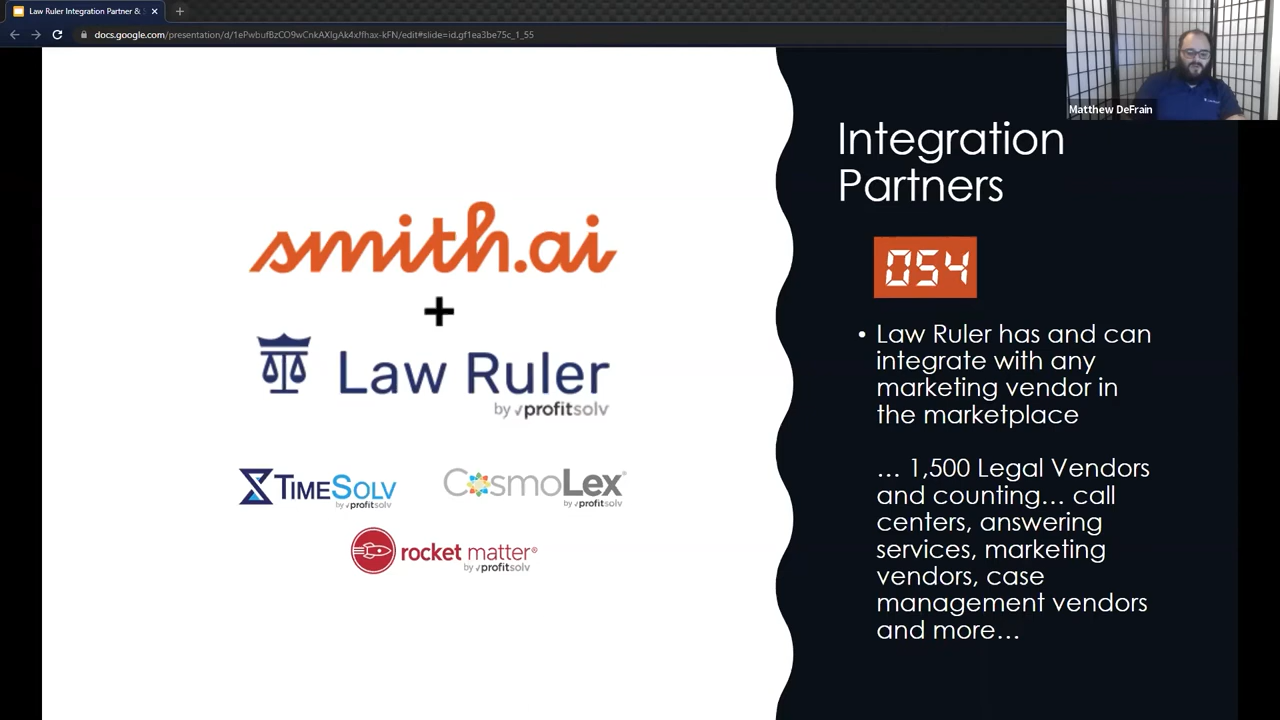 Law Ruler Integration Partner &
docs.google.com/presentation/d/1ePwbufBzCO9wCnkAXlgAk4xJfhax-kFN/edit#slide=id.gf1ea3be75c_1_55
Matthew DeFrain
smith.ai
+
Law Ruler
by profitsolv
TIMESOLV
by profitsolv
CosmoLex®
by profitsolv
rocket matter®
by profitsolv
Integration
Partners
054
• Law Ruler has and can
integrate with any
marketing vendor in
the marketplace
… 1,500 Legal Vendors
and counting… call
centers, answering
services, marketing
vendors, case
management vendors
and more…